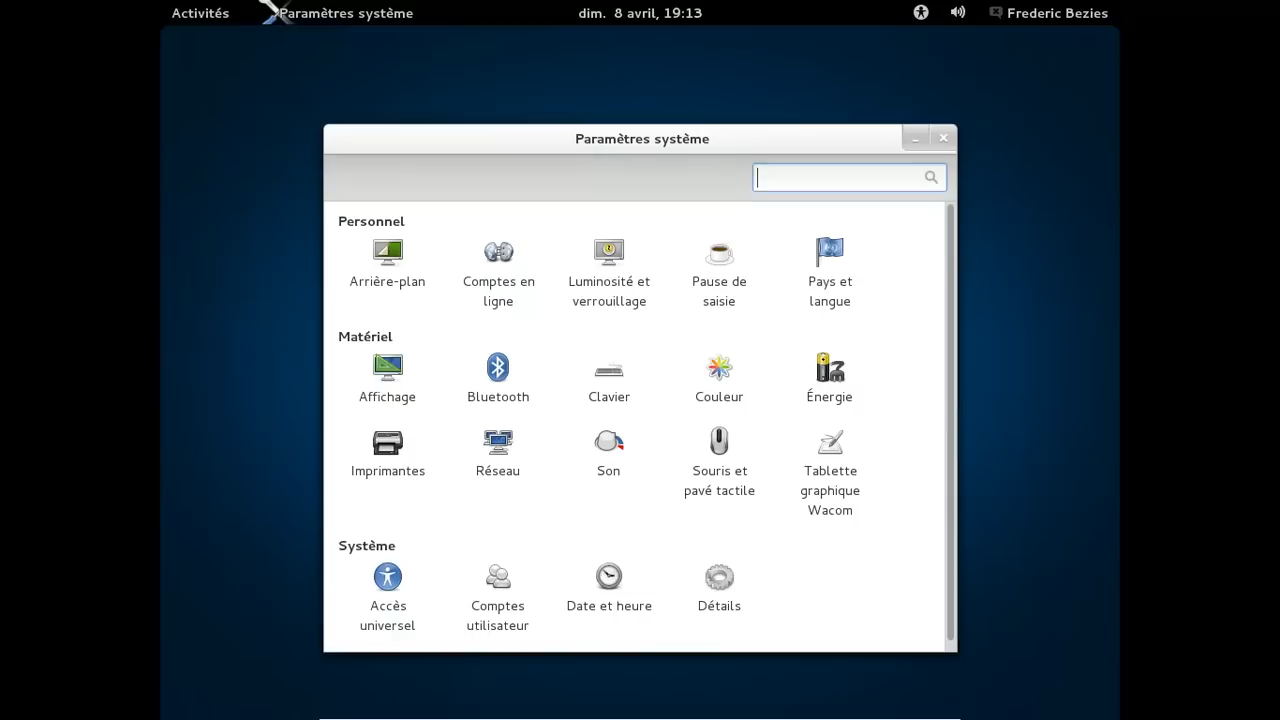 Activités Paramètres système dim. 8 avril, 19:13 Frederic Bezies
Paramètres système
Personnel
Arrière-plan
Comptes en
ligne
Luminosité et
verrouillage
Pause de
saisie
Pays et
langue
Matériel
Affichage
Bluetooth
Clavier
Couleur
Énergie
Imprimantes
Réseau
Son
Souris et
pavé tactile
Tablette
graphique
Wacom
Système
Accès
universel
Comptes
utilisateur
Date et heure
Détails